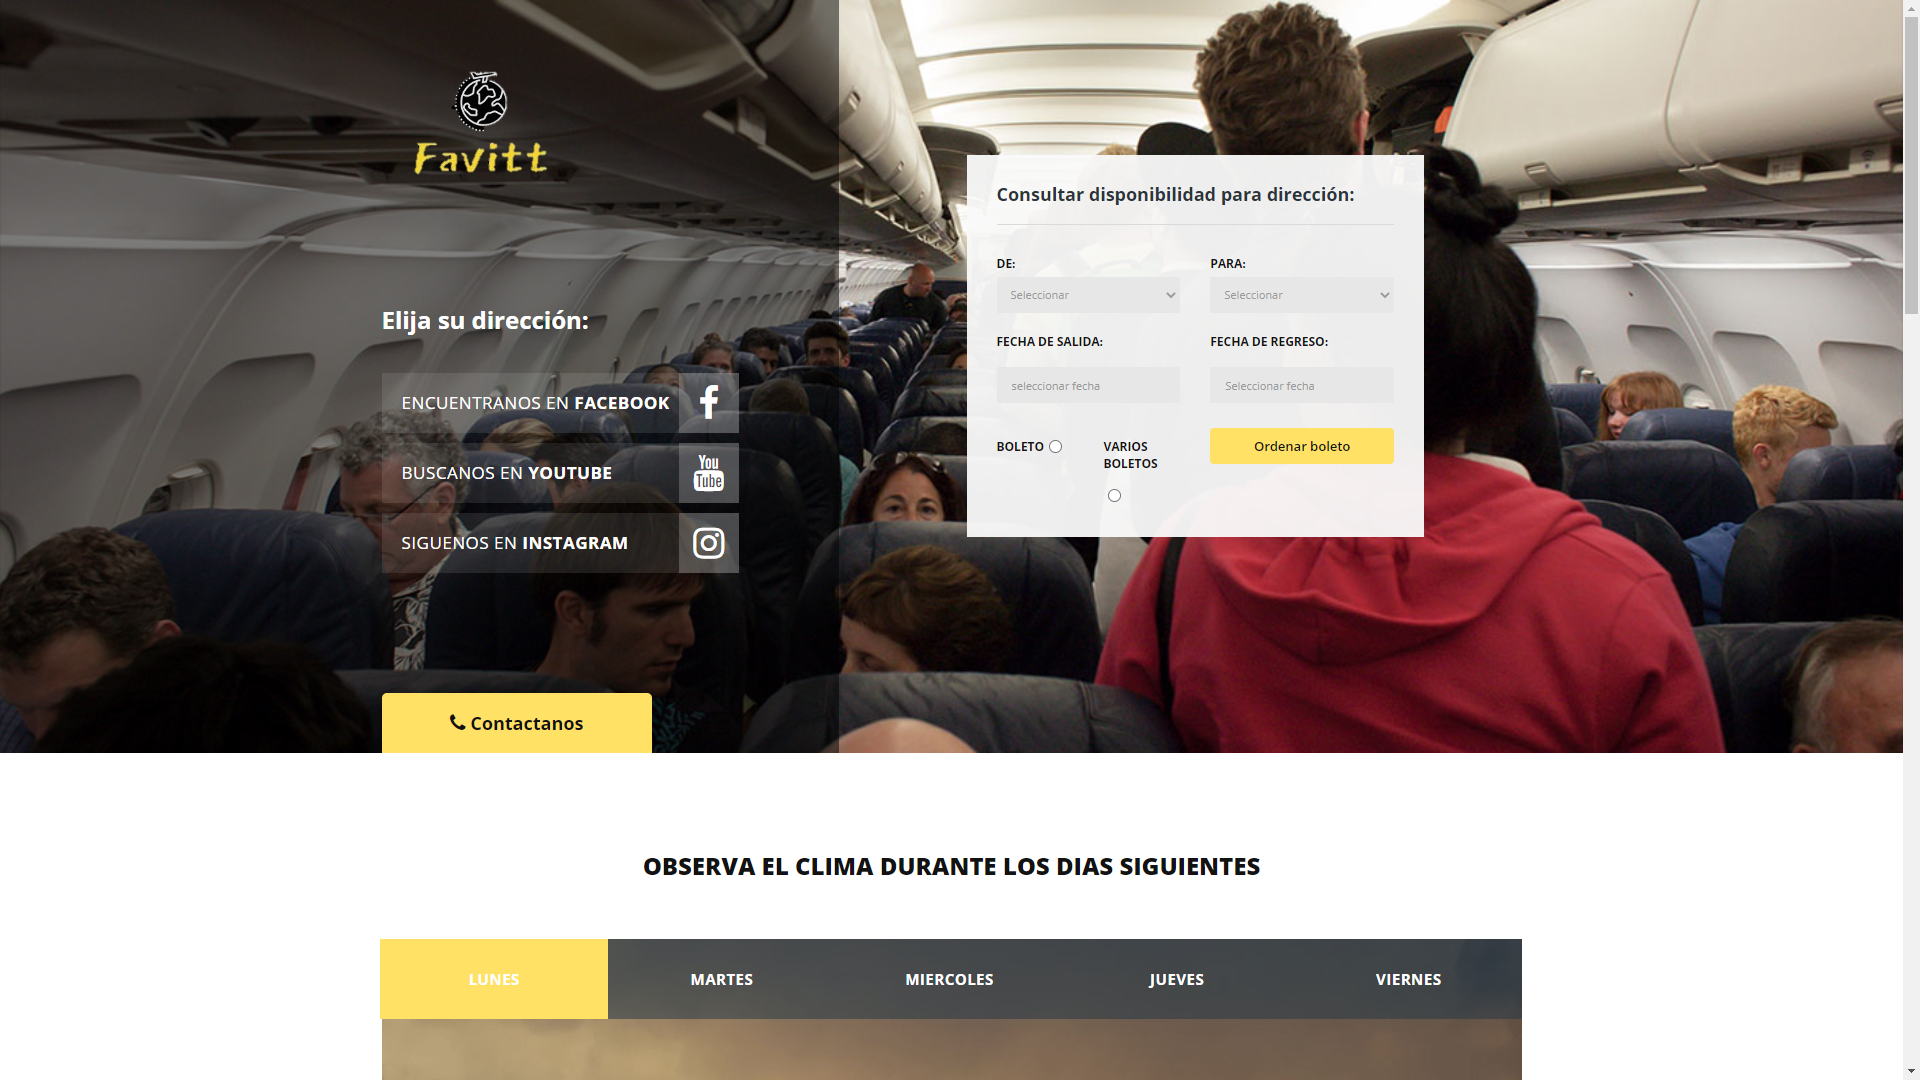 Favitt
Elija su dirección:
ENCUENTRANOS EN FACEBOOK
BUSCANOS EN YOUTUBE
You
Tube
SIGUENOS EN INSTAGRAM
Contactanos
Consultar disponibilidad para dirección:
DE:
PARA:
Seleccionar
Seleccionar
FECHA DE SALIDA:
FECHA DE REGRESO:
seleccionar fecha
Seleccionar fecha
BOLETO
VARIOS
BOLETOS
Ordenar boleto
OBSERVA EL CLIMA DURANTE LOS DIAS SIGUIENTES
LUNES
MARTES
MIERCOLES
JUEVES
VIERNES